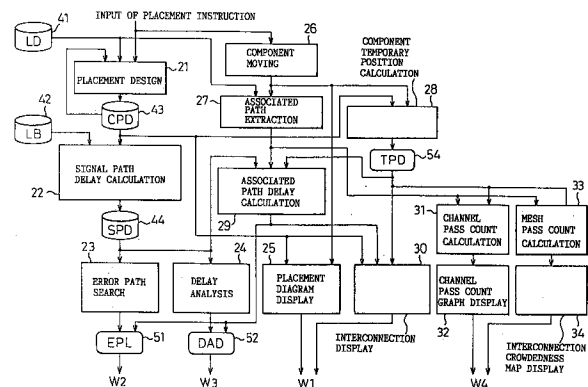 41
INPUT OF PLACEMENT INSTRUCTION
LD
26
COMPONENT
MOVING
COMPONENT
TEMPORARY
POSITION
CALCULATION
21
PLACEMENT DESIGN
42
43
CPD
27
ASSOCIATED
PATH
EXTRACTION
28
LB
TPD
54
SIGNAL PATH
DELAY CALCULATION
22
ASSOCIATED
PATH DELAY
CALCULATION
29
33
31
CHANNEL
PASS COUNT
CALCULATION
MESH
PASS COUNT
CALCULATION
SPD
44
23
24
25
30
ERROR PATH
SEARCH
DELAY
ANALYSIS
PLACEMENT
DIAGRAM
DISPLAY
CHANNEL
PASS COUNT
GRAPH DISPLAY
INTERCONNECTION
DISPLAY
32
34
EPL
51
DAD
52
INTERCONNECTION
CROWDEDNESS
MAP DISPLAY
W2
W3
W1
W4